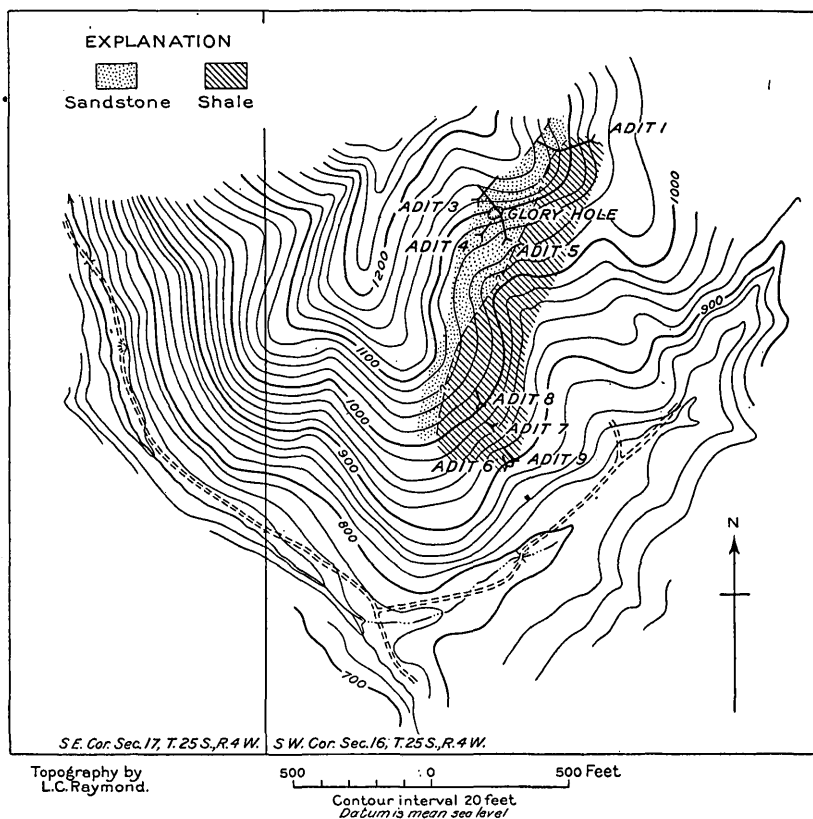 EXPLANATION
Sandstone Shale
ADIT 1
1000
ADIT 3
GLORY HOLE
ADIT 4
ADIT 5
1200
900
1100
ADIT 8
1000
ADIT 7
900
ADIT 6
ADIT 9
800
N
700
S E. Cor. Sec. 17, T. 25 S., R. 4 W.
S W. Cor. Sec. 16, T. 25 S., R. 4 W.
Topography by
L.C. Raymond.
500 0 500 Feet
Contour interval 20 feet
Datum is mean sea level